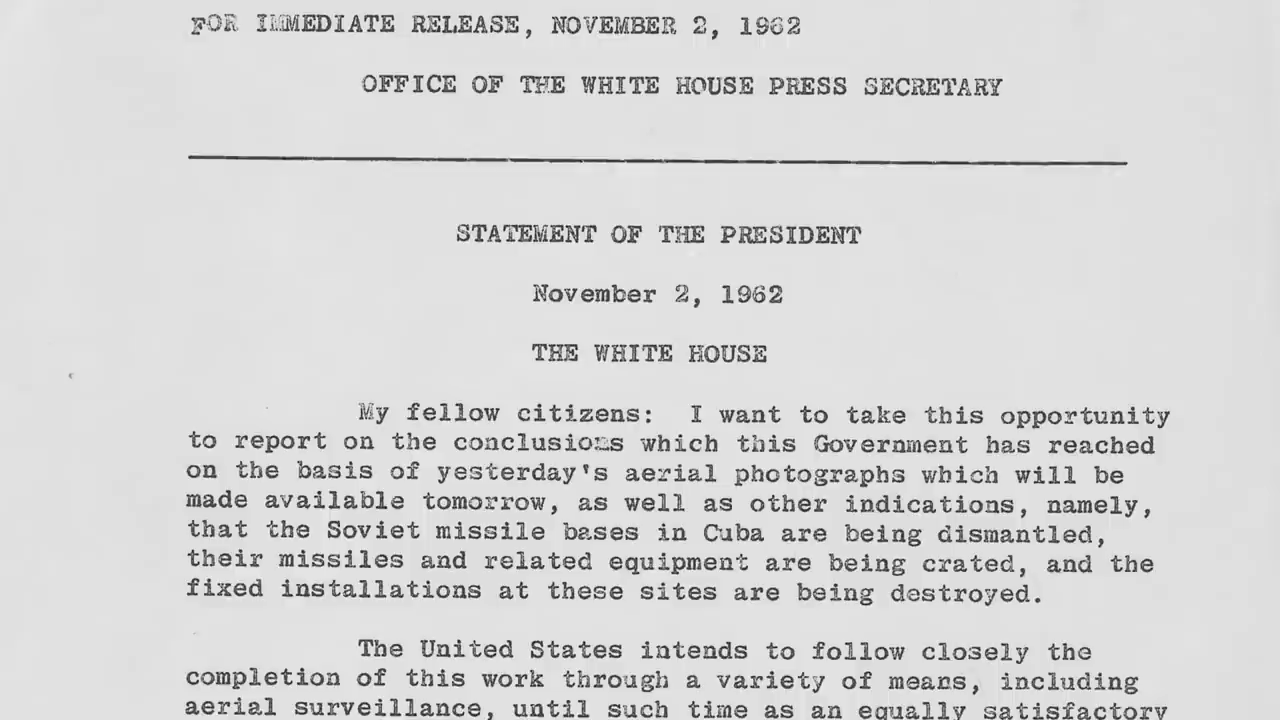 FOR IMMEDIATE RELEASE, NOVEMBER 2, 1962
OFFICE OF THE WHITE HOUSE PRESS SECRETARY
STATEMENT OF THE PRESIDENT
November 2, 1962
THE WHITE HOUSE
My fellow citizens: I want to take this opportunity
to report on the conclusions which this Government has reached
on the basis of yesterday's aerial photographs which will be
made available tomorrow, as well as other indications, namely,
that the Soviet missile bases in Cuba are being dismantled,
their missiles and related equipment are being crated, and the
fixed installations at these sites are being destroyed.
The United States intends to follow closely the
completion of this work through a variety of means, including
aerial surveillance, until such time as an equally satisfactory